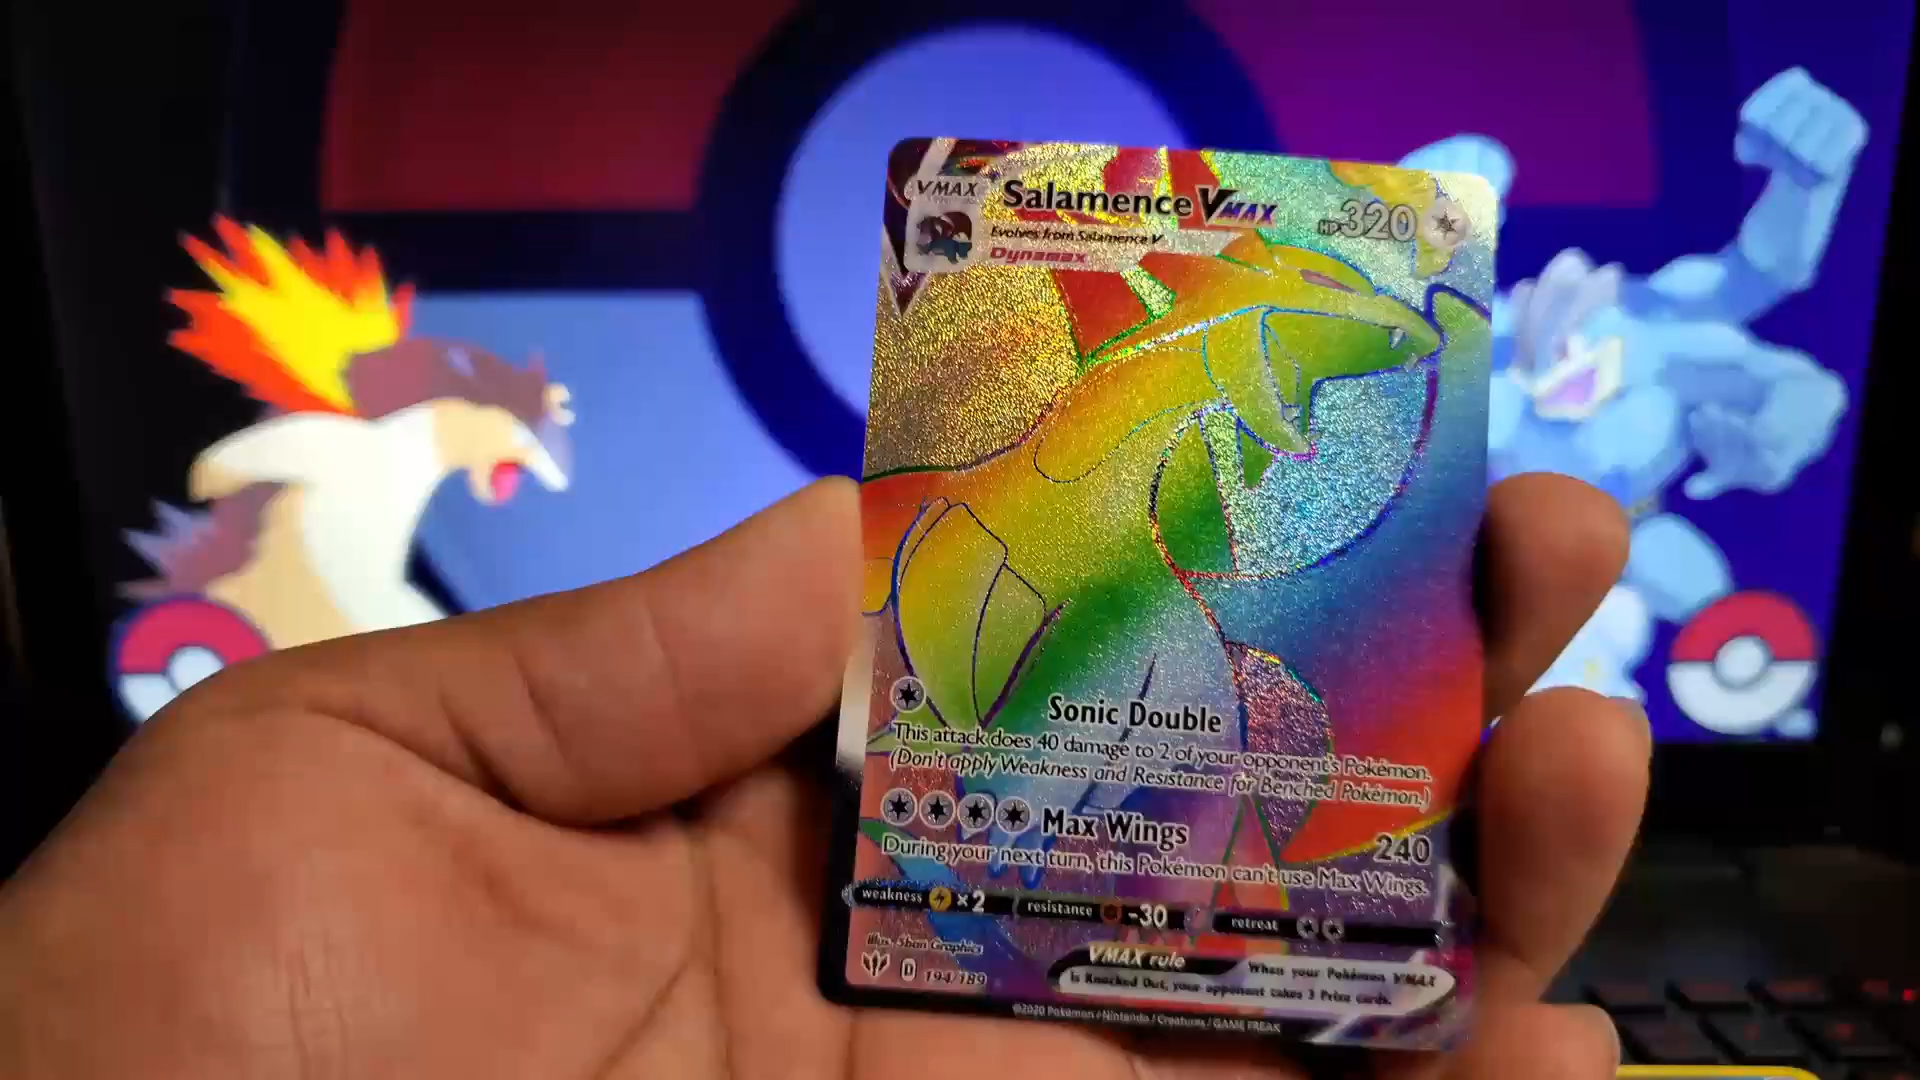 VMAX
Salamence VMAX
HP 320
Evolves from Salamence V
Dynamax
Sonic Double
This attack does 40 damage to 2 of your opponent's Pokémon.
(Don't apply Weakness and Resistance for Benched Pokémon.)
Max Wings 240
During your next turn, this Pokémon can't use Max Wings.
weakness ×2 resistance -30 retreat
Illus. 5ban Graphics
D 194/189
VMAX rule
When your Pokémon VMAX
is Knocked Out, your opponent takes 3 Prize cards.
©2020 Pokémon / Nintendo / Creatures / GAME FREAK